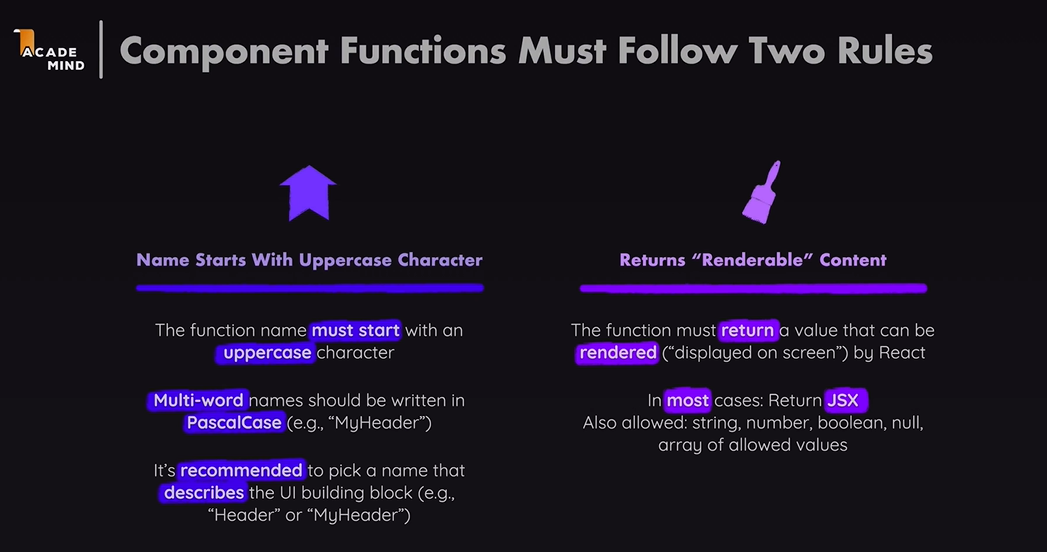 ACADE
MIND
Component Functions Must Follow Two Rules
Name Starts With Uppercase Character
The function name must start with an
uppercase character
Multi-word names should be written in
PascalCase (e.g., “MyHeader”)
It’s recommended to pick a name that
describes the UI building block (e.g.,
“Header” or “MyHeader”)
Returns “Renderable” Content
The function must return a value that can be
rendered (“displayed on screen”) by React
In most cases: Return JSX
Also allowed: string, number, boolean, null,
array of allowed values